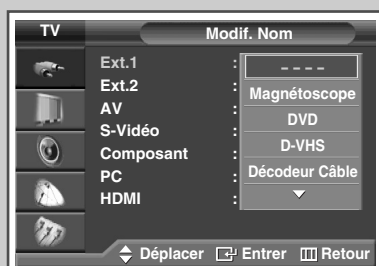 TV
Modif. Nom
Ext.1 : – – – –
Ext.2 : Magnétoscope
AV : DVD
S-Vidéo : D-VHS
Composant : Décodeur Câble
PC :
HDMI :
Déplacer Entrer Retour